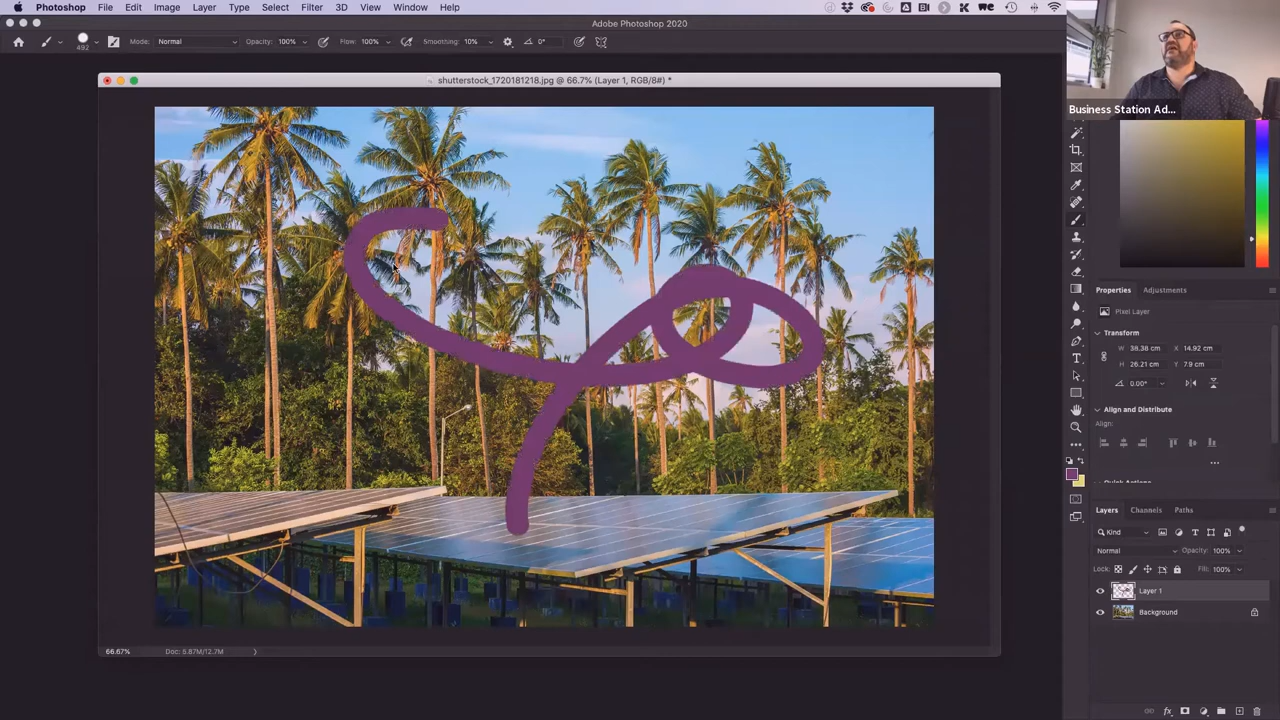 Photoshop File Edit Image Layer Type Select Filter 3D View Window Help
Adobe Photoshop 2020
492 Mode: Normal Opacity: 100% Flow: 100% Smoothing: 10% 0°
shutterstock_1720181218.jpg @ 66.7% (Layer 1, RGB/8#) *
Business Station Ad...
Properties Adjustments
Pixel Layer
Transform
W 38.38 cm X 14.92 cm
H 26.21 cm Y 7.9 cm
0.00°
Align and Distribute
Align:
...
Layers Channels Paths
Kind
Normal Opacity: 100%
Lock: Fill: 100%
Layer 1
Background
66.67% Doc: 5.87M/12.7M